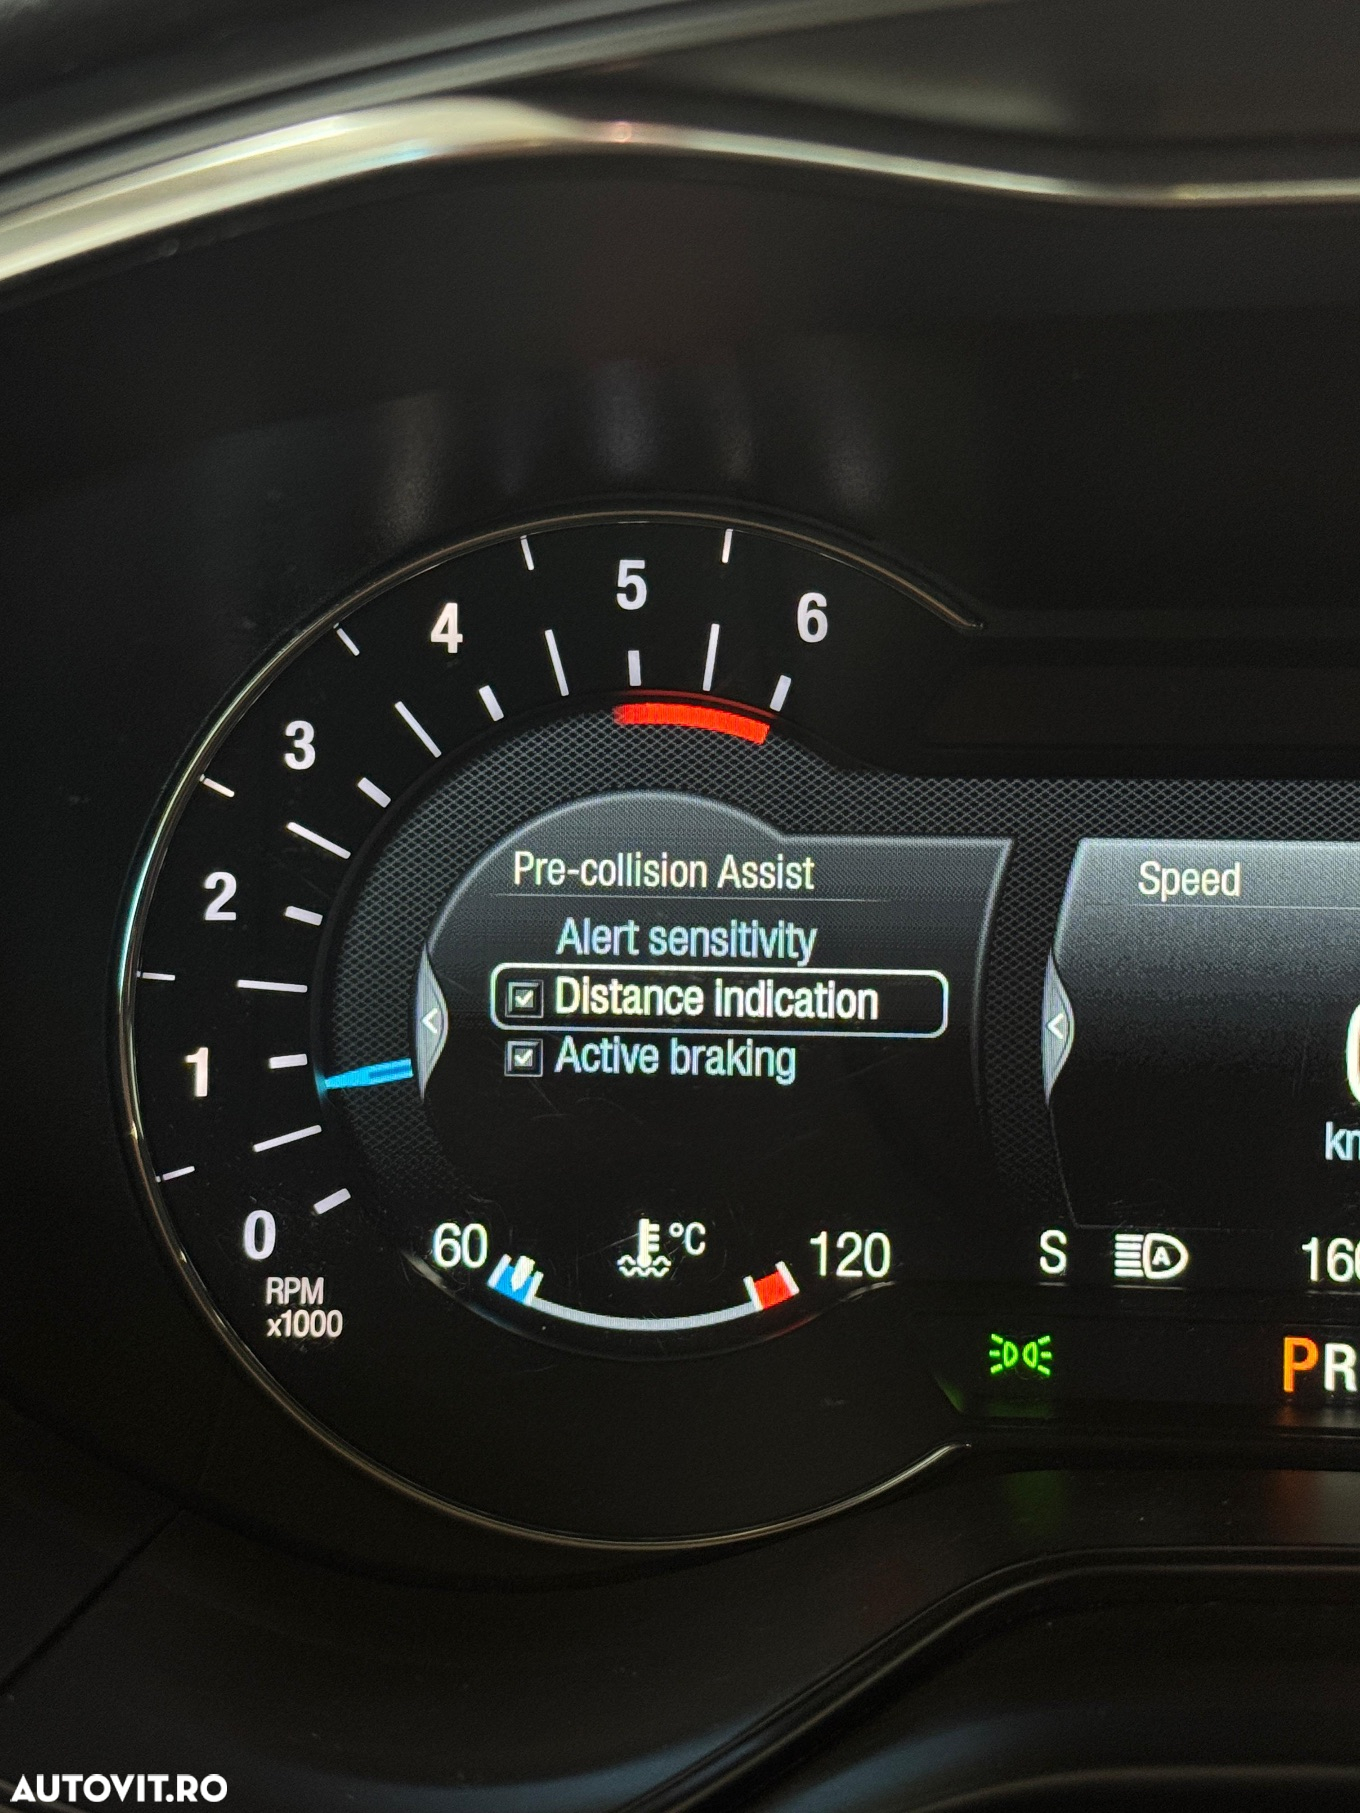 5
4
6
3
2
1
0
RPM
x1000
Pre-collision Assist
Alert sensitivity
Distance indication
Active braking
Speed
60
°C
120
S
A
P R
AUTOVIT.RO